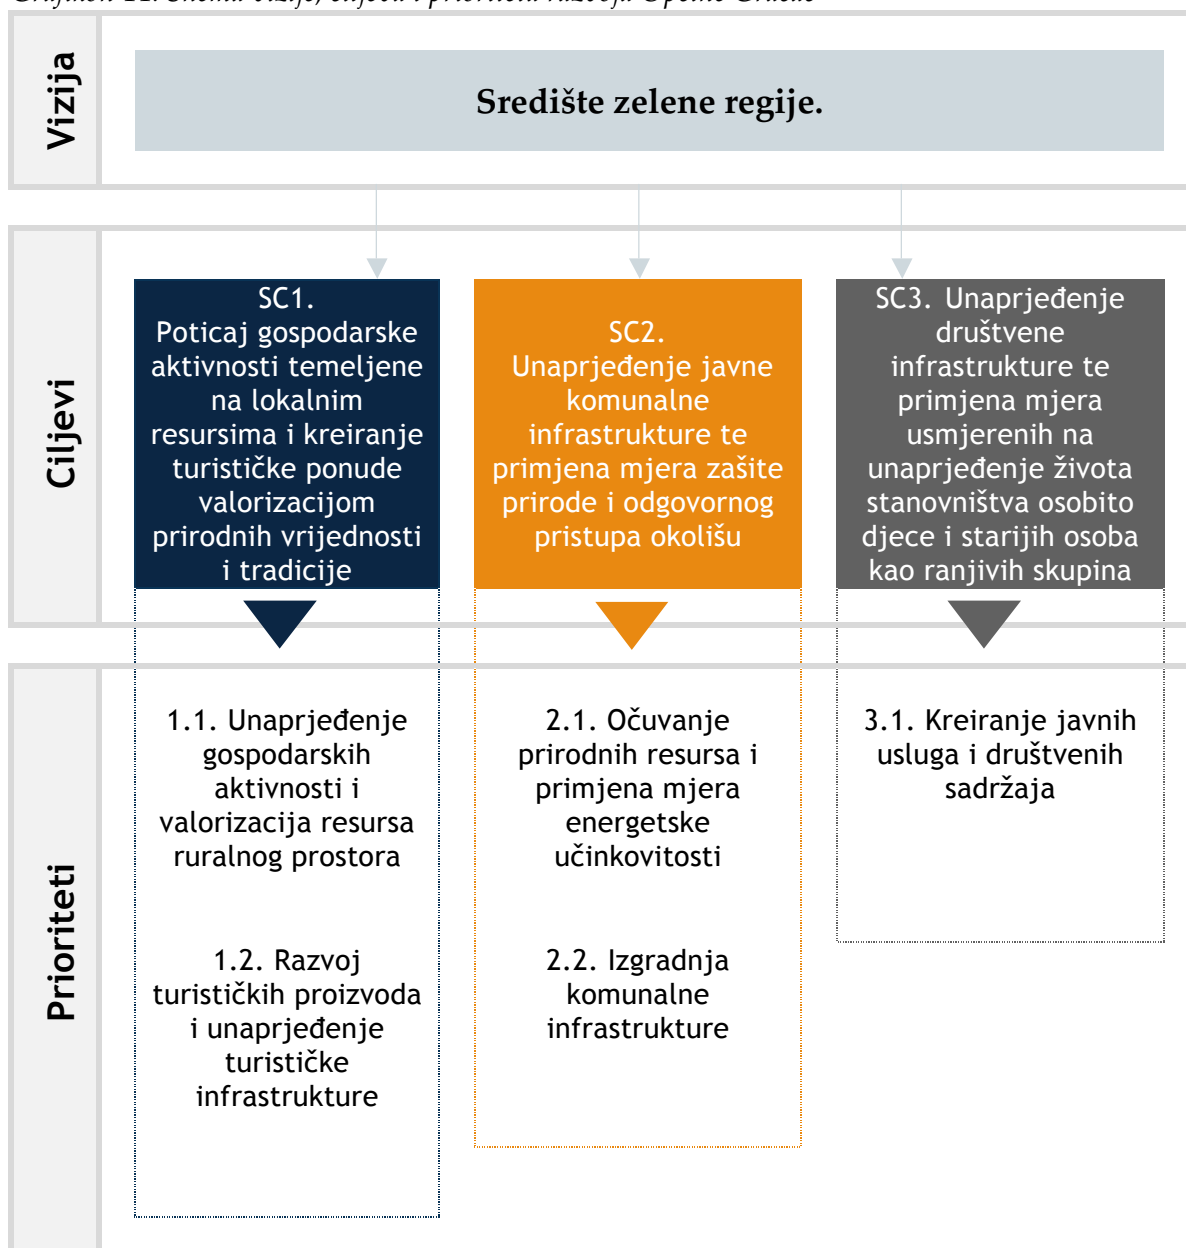 Vizija
Središte zelene regije.
Ciljevi
SC1.
Poticaj gospodarske
aktivnosti temeljene
na lokalnim
resursima i kreiranje
turističke ponude
valorizacijom
prirodnih vrijednosti
i tradicije
SC2.
Unaprjeđenje javne
komunalne
infrastrukture te
primjena mjera zašite
prirode i odgovornog
pristupa okolišu
SC3. Unaprjeđenje
društvene
infrastrukture te
primjena mjera
usmjerenih na
unaprjeđenje života
stanovništva osobito
djece i starijih osoba
kao ranjivih skupina
Prioriteti
1.1. Unaprjeđenje
gospodarskih
aktivnosti i
valorizacija resursa
ruralnog prostora
1.2. Razvoj
turističkih proizvoda
i unaprjeđenje
turističke
infrastrukture
2.1. Očuvanje
prirodnih resursa i
primjena mjera
energetske
učinkovitosti
2.2. Izgradnja
komunalne
infrastrukture
3.1. Kreiranje javnih
usluga i društvenih
sadržaja